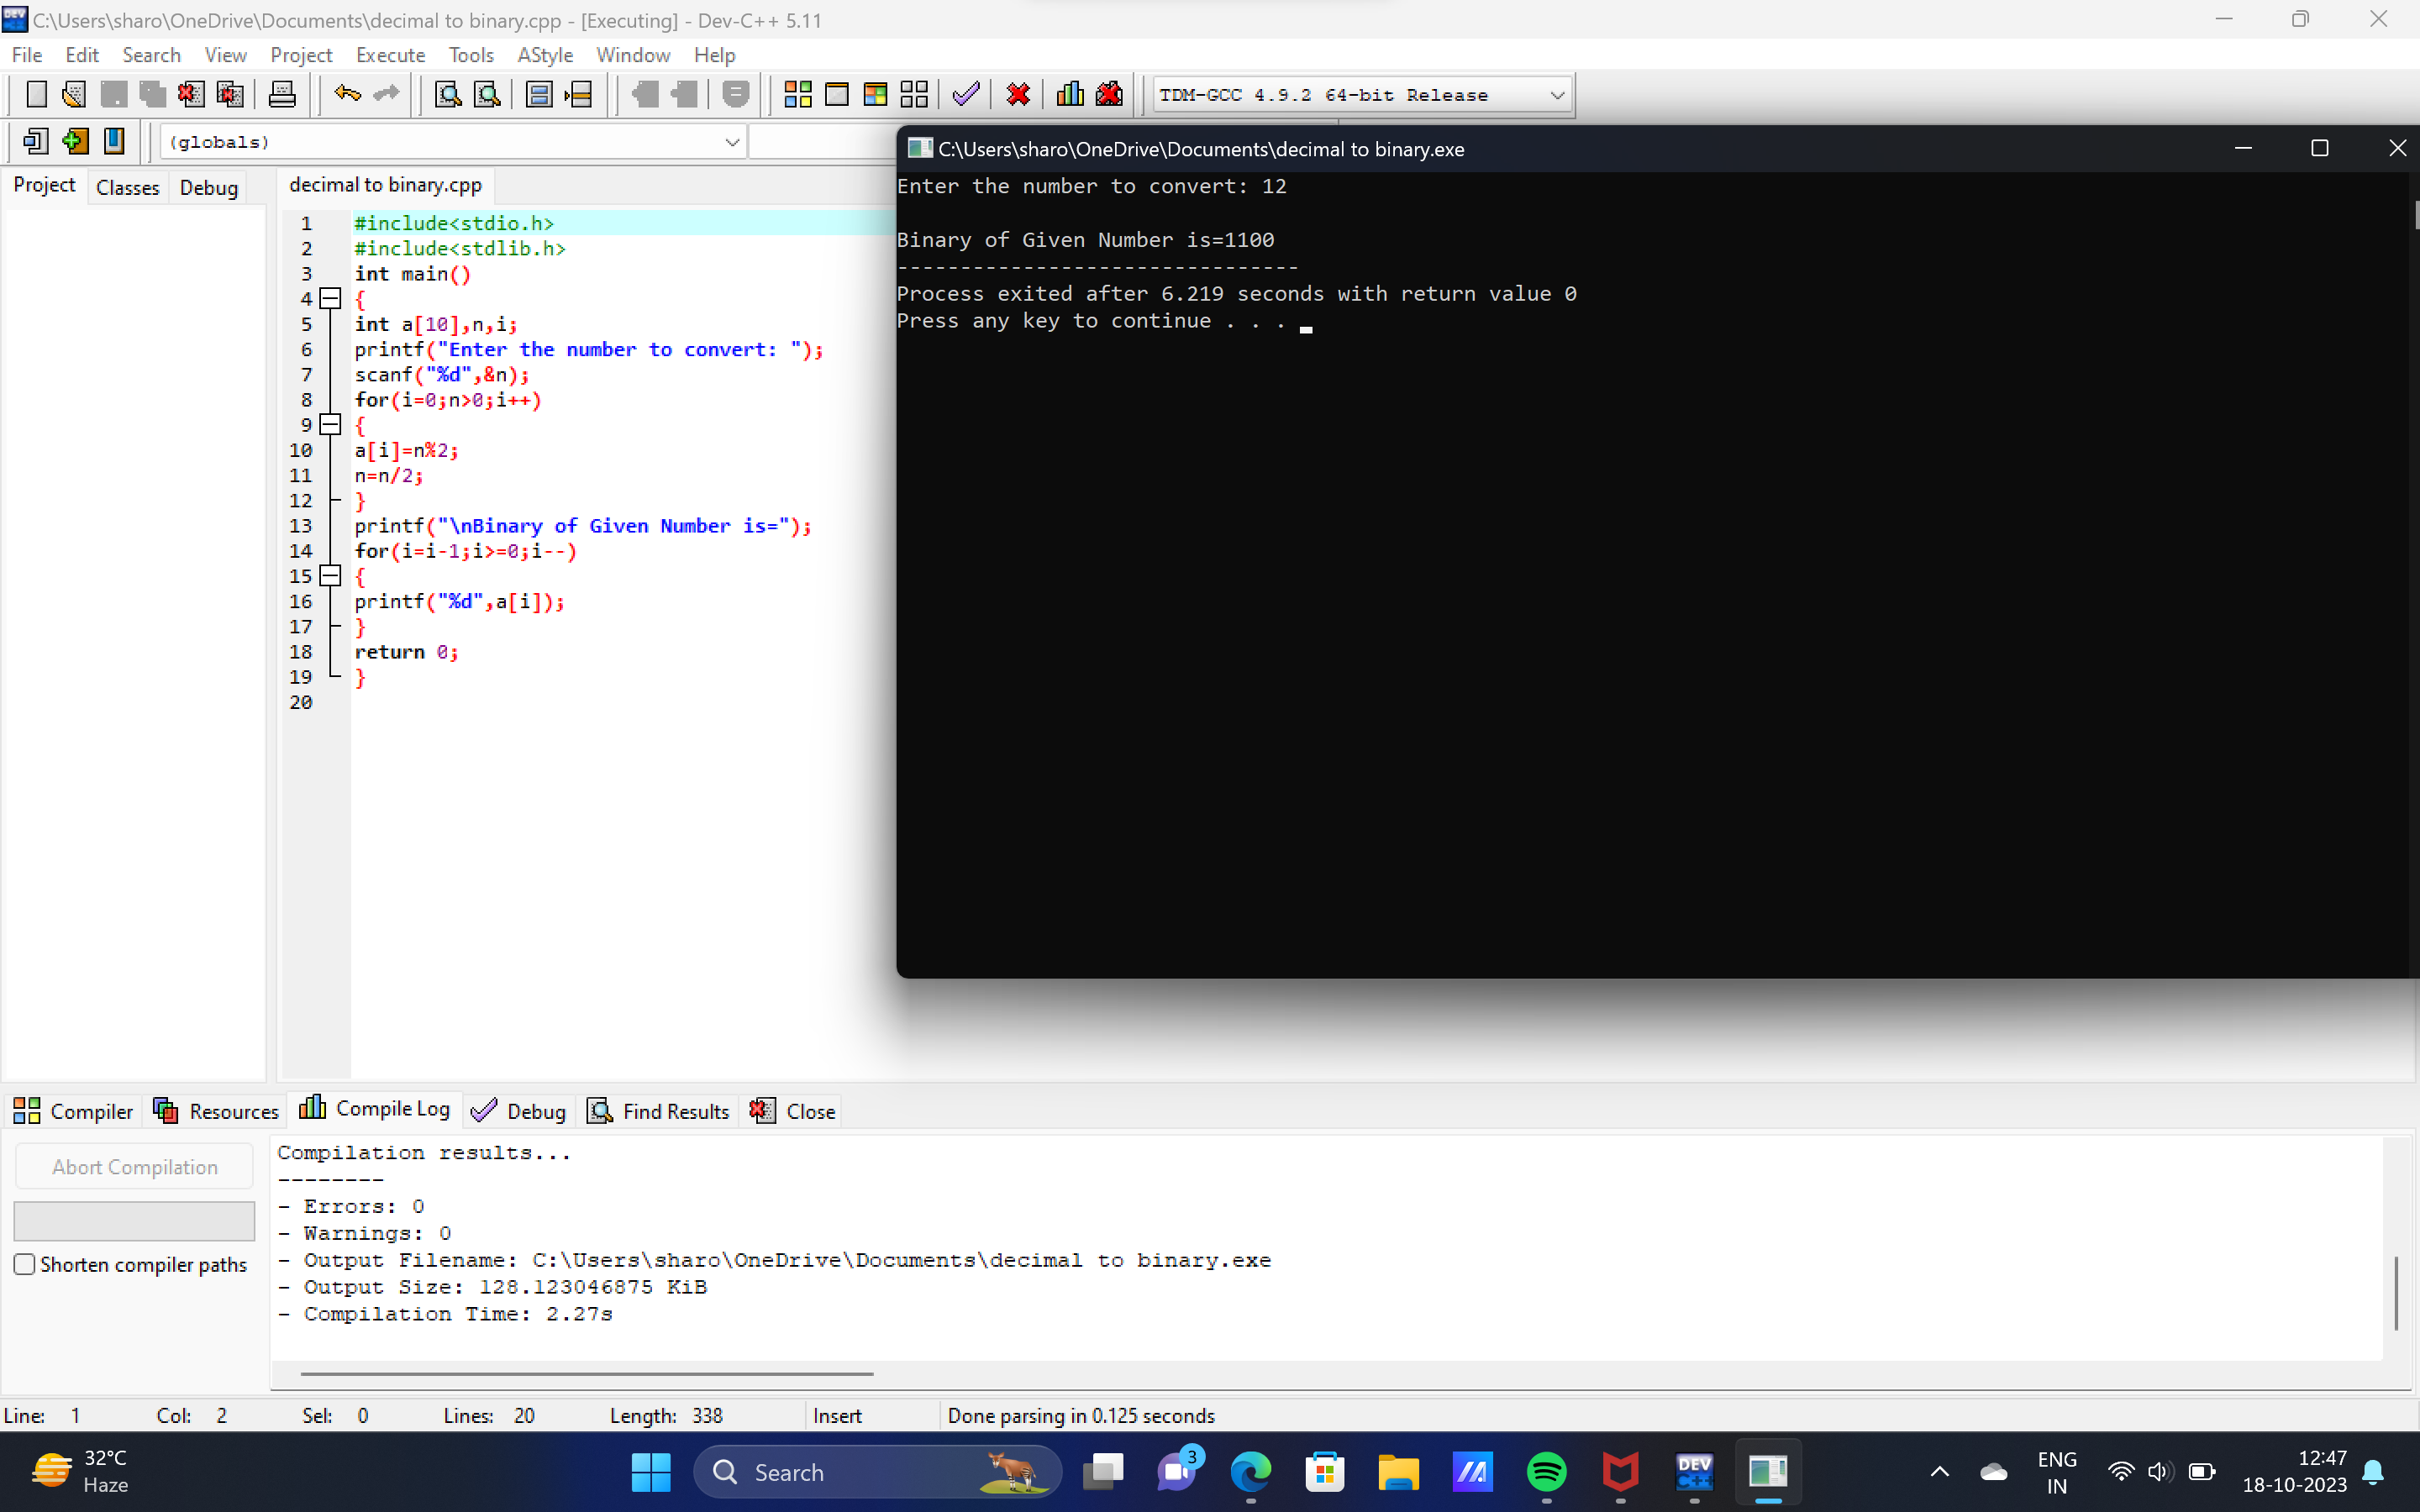 C:\Users\sharo\OneDrive\Documents\decimal to binary.cpp - [Executing] - Dev-C++ 5.11
File Edit Search View Project Execute Tools AStyle Window Help
TDM-GCC 4.9.2 64-bit Release
(globals)
Project Classes Debug
decimal to binary.cpp
1 #include<stdio.h>
2 #include<stdlib.h>
3 int main()
4 {
5 int a[10],n,i;
6 printf("Enter the number to convert: ");
7 scanf("%d",&n);
8 for(i=0;n>0;i++)
9 {
10 a[i]=n%2;
11 n=n/2;
12 }
13 printf("\nBinary of Given Number is=");
14 for(i=i-1;i>=0;i--)
15 {
16 printf("%d",a[i]);
17 }
18 return 0;
19 }
20
C:\Users\sharo\OneDrive\Documents\decimal to binary.exe
Enter the number to convert: 12
Binary of Given Number is=1100
--------------------------------
Process exited after 6.219 seconds with return value 0
Press any key to continue . . .
Compiler Resources Compile Log Debug Find Results Close
Abort Compilation
Shorten compiler paths
Compilation results...
--------
- Errors: 0
- Warnings: 0
- Output Filename: C:\Users\sharo\OneDrive\Documents\decimal to binary.exe
- Output Size: 128.123046875 KiB
- Compilation Time: 2.27s
Line: 1 Col: 2 Sel: 0 Lines: 20 Length: 338 Insert Done parsing in 0.125 seconds
32°C
Haze
Search
3
DEV
C++
ENG
IN
12:47
18-10-2023